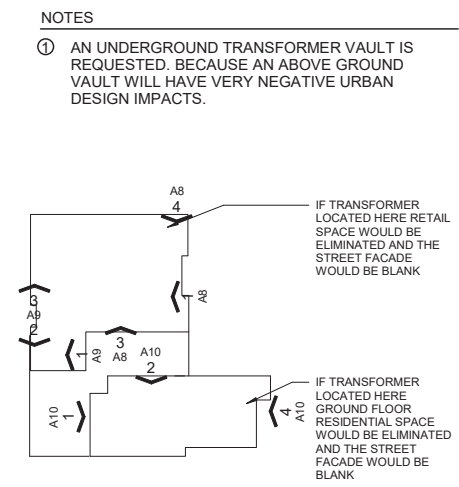 NOTES
1 AN UNDERGROUND TRANSFORMER VAULT IS
REQUESTED. BECAUSE AN ABOVE GROUND
VAULT WILL HAVE VERY NEGATIVE URBAN
DESIGN IMPACTS.
A8
4
IF TRANSFORMER
LOCATED HERE RETAIL
SPACE WOULD BE
ELIMINATED AND THE
STREET FACADE
WOULD BE BLANK
3
A9
2
1
A8
1
A9
3
A8
A10
2
A10
1
4
A10
IF TRANSFORMER
LOCATED HERE
GROUND FLOOR
RESIDENTIAL SPACE
WOULD BE ELIMINATED
AND THE STREET
FACADE WOULD BE
BLANK